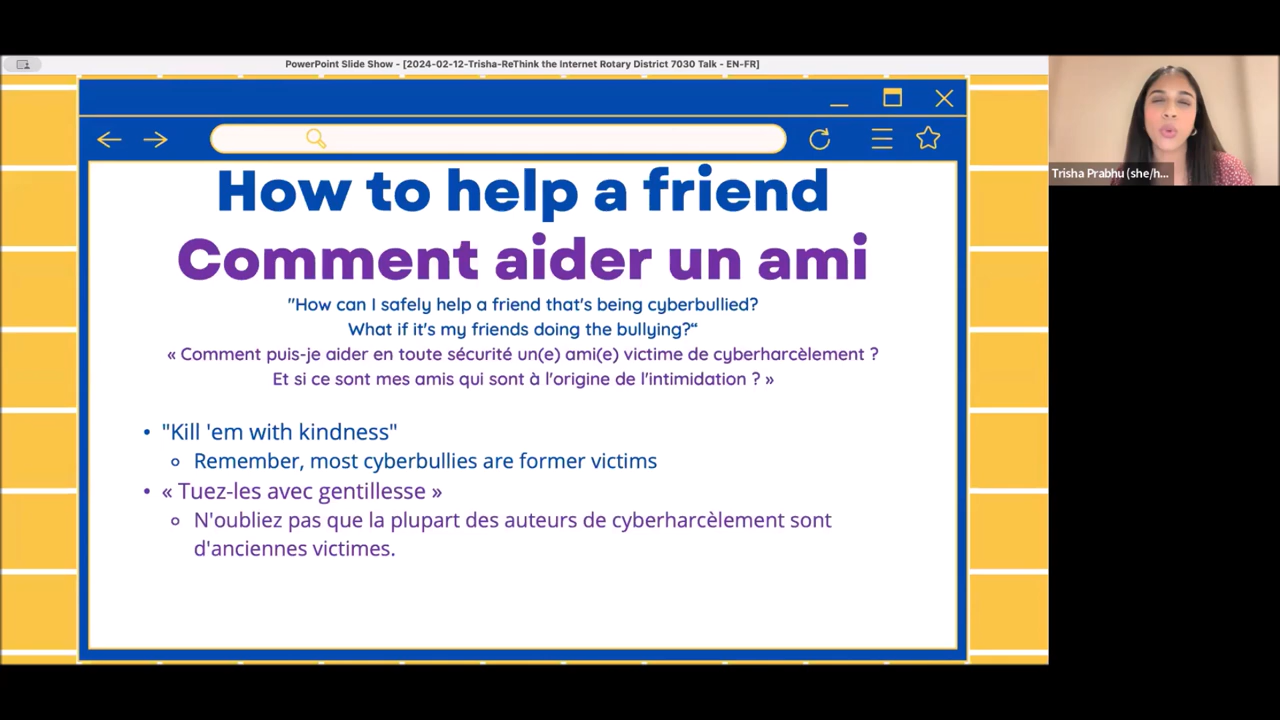 PowerPoint Slide Show - [2024-02-12-Trisha-ReThink the Internet Rotary District 7030 Talk - EN-FR]
Trisha Prabhu (she/h...
How to help a friend
Comment aider un ami
"How can I safely help a friend that's being cyberbullied?
What if it's my friends doing the bullying?“
« Comment puis-je aider en toute sécurité un(e) ami(e) victime de cyberharcèlement ?
Et si ce sont mes amis qui sont à l'origine de l'intimidation ? »
• "Kill 'em with kindness"
o Remember, most cyberbullies are former victims
• « Tuez-les avec gentillesse »
o N'oubliez pas que la plupart des auteurs de cyberharcèlement sont
d'anciennes victimes.